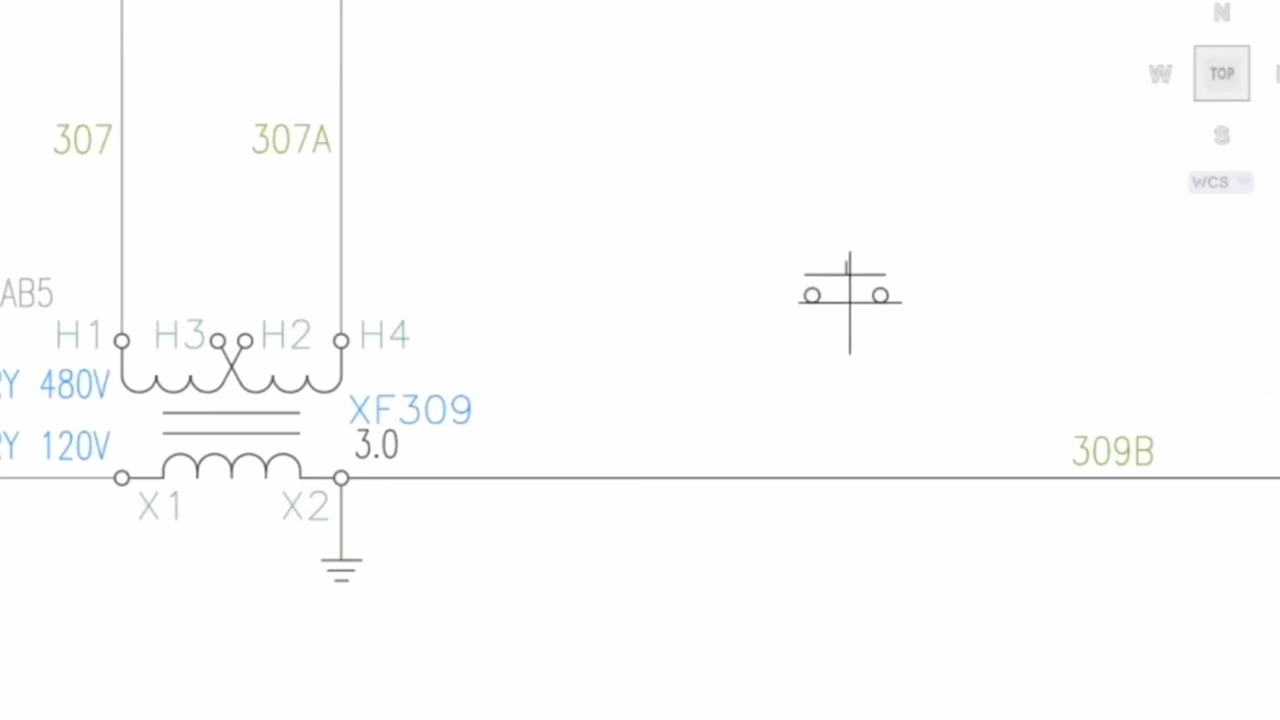 N
W TOP
S
WCS
307 307A
AB5
H1 H3 H2 H4
480V
XF309
120V 3.0
309B
X1 X2